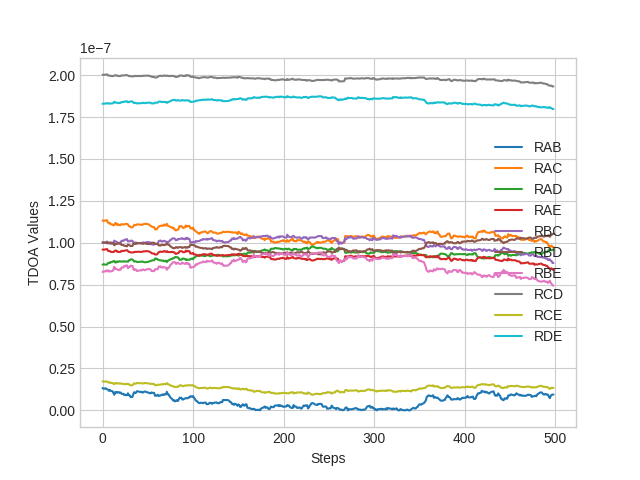 1e−7
2.00
1.75
1.50
1.25
1.00
0.75
0.50
0.25
0.00
TDOA Values
0
100
200
300
400
500
Steps
RAB
RAC
RAD
RAE
RBC
RBD
RBE
RCD
RCE
RDE